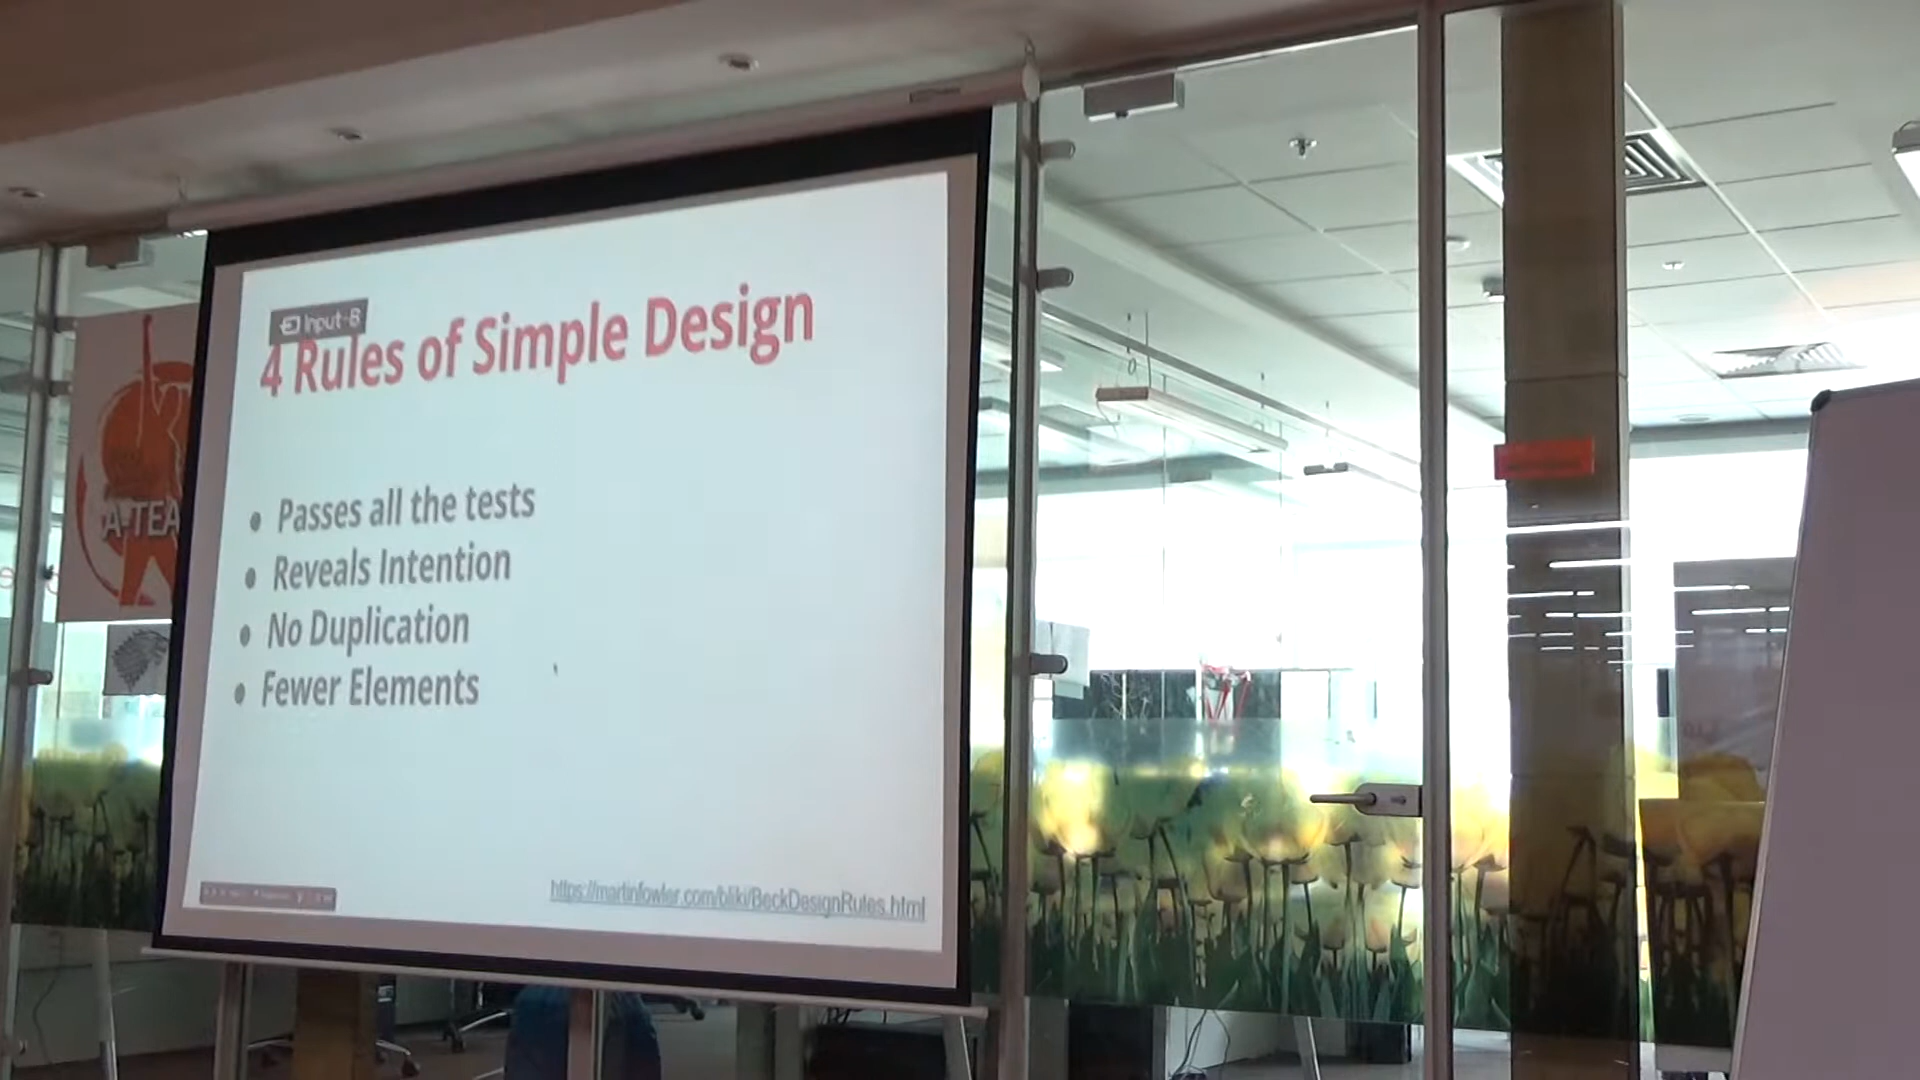 Input-B
4 Rules of Simple Design
Passes all the tests
Reveals Intention
No Duplication
Fewer Elements
https://martinfowler.com/bliki/BeckDesignRules.html
A-TEA